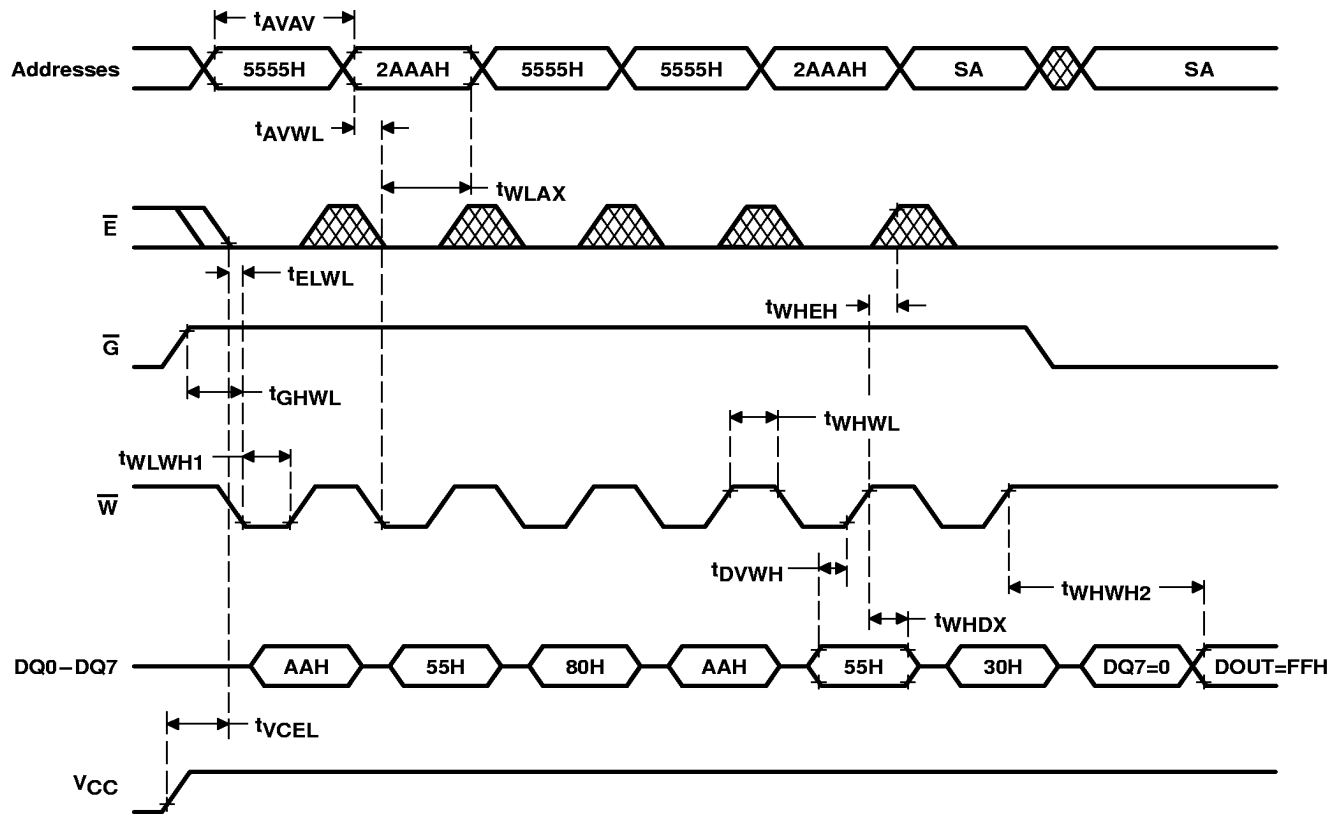 tAVAV
Addresses 5555H 2AAAH 5555H 5555H 2AAAH SA SA
tAVWL
tWLAX
E
tELWL
tWHEH
G
tGHWL
tWHWL
tWLWH1
W
tDVWH
tWHWH2
tWHDX
DQ0–DQ7 AAH 55H 80H AAH 55H 30H DQ7=0 DOUT=FFH
tVCEL
VCC